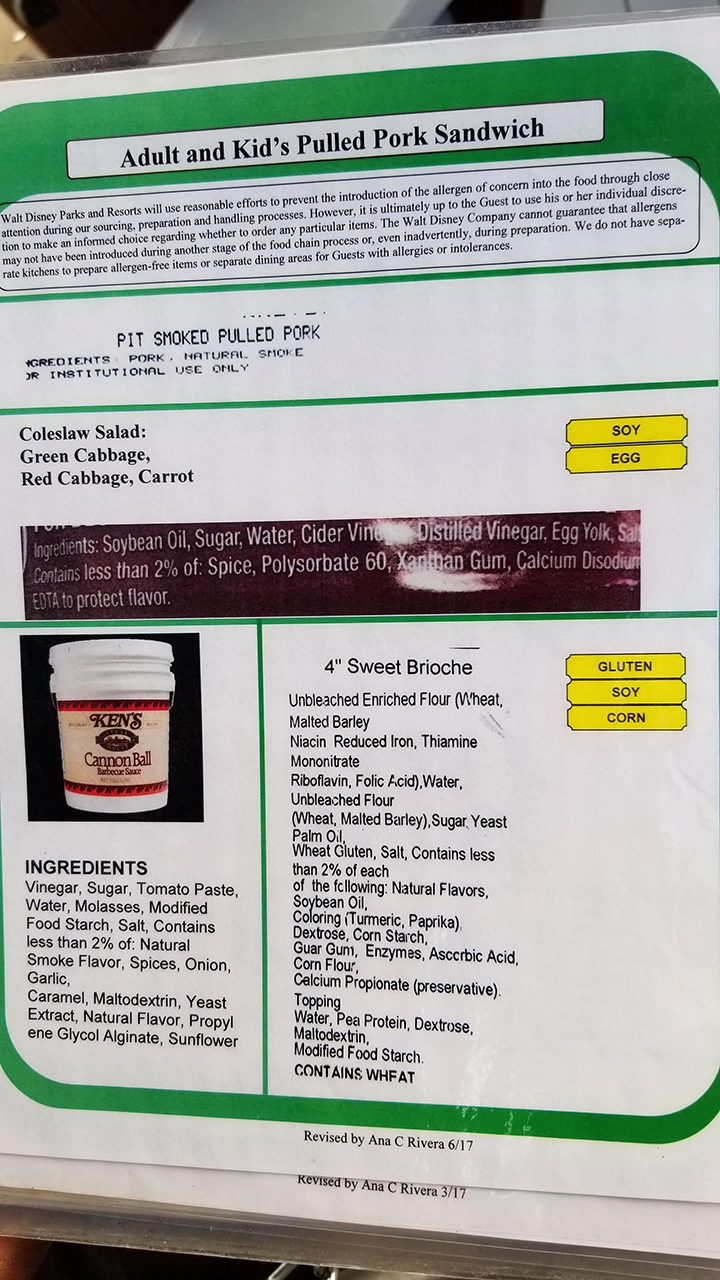 Adult and Kid's Pulled Pork Sandwich
Walt Disney Parks and Resorts will use reasonable efforts to prevent the introduction of the allergen of concern into the food through close
attention during our sourcing, preparation and handling processes. However, it is ultimately up to the Guest to use his or her individual discre-
tion to make an informed choice regarding whether to order any particular items. The Walt Disney Company cannot guarantee that allergens
may not have been introduced during another stage of the food chain process or, even inadvertently, during preparation. We do not have sepa-
rate kitchens to prepare allergen-free items or separate dining areas for Guests with allergies or intolerances.
PIT SMOKED PULLED PORK
NGREDIENTS: PORK, NATURAL SMOKE
OR INSTITUTIONAL USE ONLY
Coleslaw Salad:
Green Cabbage,
Red Cabbage, Carrot
SOY
EGG
Ingredients: Soybean Oil, Sugar, Water, Cider Vinegar, Distilled Vinegar, Egg Yolk, Sal
Contains less than 2% of: Spice, Polysorbate 60, Xanthan Gum, Calcium Disodium
EDTA to protect flavor.
KEN'S
Cannon Ball
Barbecue Sauce
INGREDIENTS
Vinegar, Sugar, Tomato Paste,
Water, Molasses, Modified
Food Starch, Salt, Contains
less than 2% of: Natural
Smoke Flavor, Spices, Onion,
Garlic,
Caramel, Maltodextrin, Yeast
Extract, Natural Flavor, Propyl
ene Glycol Alginate, Sunflower
4" Sweet Brioche
Unbleached Enriched Flour (Wheat,
Malted Barley
Niacin Reduced Iron, Thiamine
Mononitrate
Riboflavin, Folic Acid),Water,
Unbleached Flour
(Wheat, Malted Barley),Sugar, Yeast
Palm Oil,
Wheat Gluten, Salt, Contains less
than 2% of each
of the following: Natural Flavors,
Soybean Oil,
Coloring (Turmeric, Paprika),
Dextrose, Corn Starch,
Guar Gum, Enzymes, Ascorbic Acid,
Corn Flour,
Calcium Propionate (preservative).
Topping
Water, Pea Protein, Dextrose,
Maltodextrin,
Modified Food Starch.
CONTAINS WHEAT
GLUTEN
SOY
CORN
Revised by Ana C Rivera 6/17
Revised by Ana C Rivera 3/17